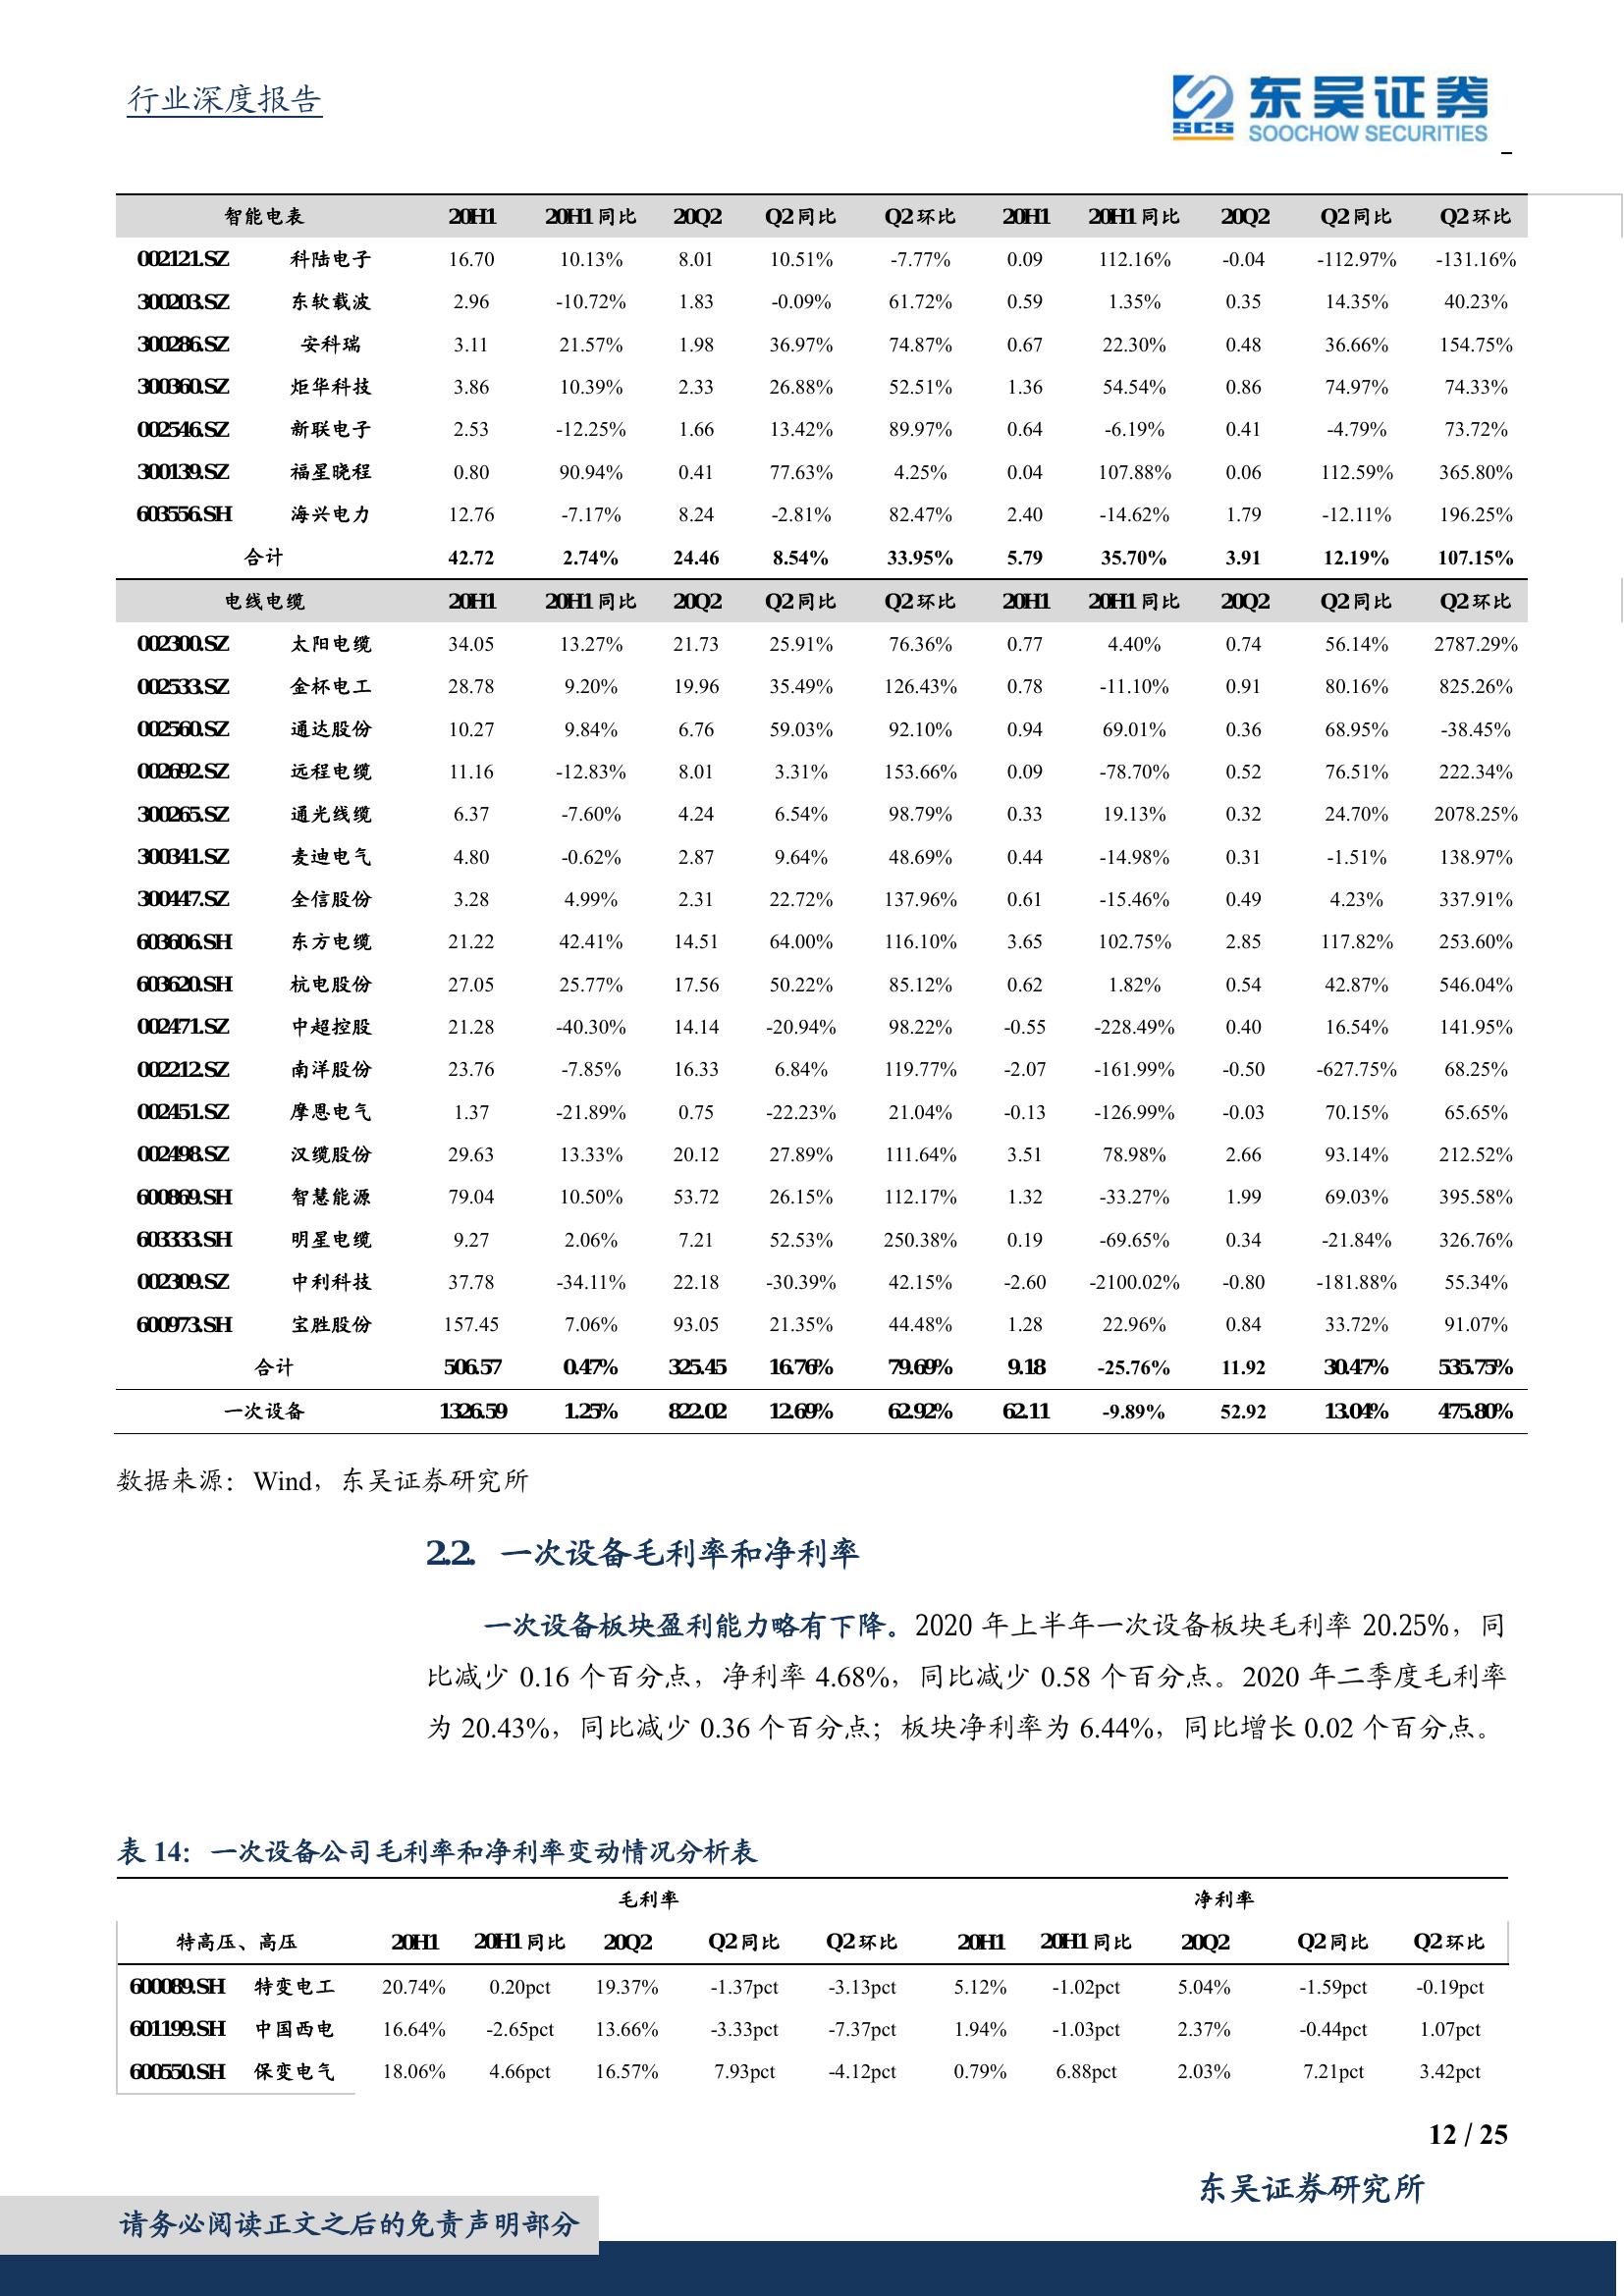 行业深度报告
SCS 东吴证券
SOOCHOW SECURITIES
智能电表 20H1 20H1 同比 20Q2 Q2 同比 Q2 环比 20H1 20H1 同比 20Q2 Q2 同比 Q2 环比
002121.SZ 科陆电子 16.70 10.13% 8.01 10.51% -7.77% 0.09 112.16% -0.04 -112.97% -131.16%
300203.SZ 东软载波 2.96 -10.72% 1.83 -0.09% 61.72% 0.59 1.35% 0.35 14.35% 40.23%
300286.SZ 安科瑞 3.11 21.57% 1.98 36.97% 74.87% 0.67 22.30% 0.48 36.66% 154.75%
300360.SZ 炬华科技 3.86 10.39% 2.33 26.88% 52.51% 1.36 54.54% 0.86 74.97% 74.33%
002546.SZ 新联电子 2.53 -12.25% 1.66 13.42% 89.97% 0.64 -6.19% 0.41 -4.79% 73.72%
300139.SZ 福星晓程 0.80 90.94% 0.41 77.63% 4.25% 0.04 107.88% 0.06 112.59% 365.80%
603556.SH 海兴电力 12.76 -7.17% 8.24 -2.81% 82.47% 2.40 -14.62% 1.79 -12.11% 196.25%
合计 42.72 2.74% 24.46 8.54% 33.95% 5.79 35.70% 3.91 12.19% 107.15%
电线电缆 20H1 20H1 同比 20Q2 Q2 同比 Q2 环比 20H1 20H1 同比 20Q2 Q2 同比 Q2 环比
002300.SZ 太阳电缆 34.05 13.27% 21.73 25.91% 76.36% 0.77 4.40% 0.74 56.14% 2787.29%
002533.SZ 金杯电工 28.78 9.20% 19.96 35.49% 126.43% 0.78 -11.10% 0.91 80.16% 825.26%
002560.SZ 通达股份 10.27 9.84% 6.76 59.03% 92.10% 0.94 69.01% 0.36 68.95% -38.45%
002692.SZ 远程电缆 11.16 -12.83% 8.01 3.31% 153.66% 0.09 -78.70% 0.52 76.51% 222.34%
300265.SZ 通光线缆 6.37 -7.60% 4.24 6.54% 98.79% 0.33 19.13% 0.32 24.70% 2078.25%
300341.SZ 麦迪电气 4.80 -0.62% 2.87 9.64% 48.69% 0.44 -14.98% 0.31 -1.51% 138.97%
300447.SZ 全信股份 3.28 4.99% 2.31 22.72% 137.96% 0.61 -15.46% 0.49 4.23% 337.91%
603606.SH 东方电缆 21.22 42.41% 14.51 64.00% 116.10% 3.65 102.75% 2.85 117.82% 253.60%
603620.SH 杭电股份 27.05 25.77% 17.56 50.22% 85.12% 0.62 1.82% 0.54 42.87% 546.04%
002471.SZ 中超控股 21.28 -40.30% 14.14 -20.94% 98.22% -0.55 -228.49% 0.40 16.54% 141.95%
002212.SZ 南洋股份 23.76 -7.85% 16.33 6.84% 119.77% -2.07 -161.99% -0.50 -627.75% 68.25%
002451.SZ 摩恩电气 1.37 -21.89% 0.75 -22.23% 21.04% -0.13 -126.99% -0.03 70.15% 65.65%
002498.SZ 汉缆股份 29.63 13.33% 20.12 27.89% 111.64% 3.51 78.98% 2.66 93.14% 212.52%
600869.SH 智慧能源 79.04 10.50% 53.72 26.15% 112.17% 1.32 -33.27% 1.99 69.03% 395.58%
603333.SH 明星电缆 9.27 2.06% 7.21 52.53% 250.38% 0.19 -69.65% 0.34 -21.84% 326.76%
002309.SZ 中利科技 37.78 -34.11% 22.18 -30.39% 42.15% -2.60 -2100.02% -0.80 -181.88% 55.34%
600973.SH 宝胜股份 157.45 7.06% 93.05 21.35% 44.48% 1.28 22.96% 0.84 33.72% 91.07%
合计 506.57 0.47% 325.45 16.76% 79.69% 9.18 -25.76% 11.92 30.47% 535.75%
一次设备 1326.59 1.25% 822.02 12.69% 62.92% 62.11 -9.89% 52.92 13.04% 475.80%
数据来源：Wind，东吴证券研究所
2.2. 一次设备毛利率和净利率
一次设备板块盈利能力略有下降。2020 年上半年一次设备板块毛利率 20.25%，同
比减少 0.16 个百分点，净利率 4.68%，同比减少 0.58 个百分点。2020 年二季度毛利率
为 20.43%，同比减少 0.36 个百分点；板块净利率为 6.44%，同比增长 0.02 个百分点。
表 14：一次设备公司毛利率和净利率变动情况分析表
毛利率 净利率
特高压、高压 20H1 20H1 同比 20Q2 Q2 同比 Q2 环比 20H1 20H1 同比 20Q2 Q2 同比 Q2 环比
600089.SH 特变电工 20.74% 0.20pct 19.37% -1.37pct -3.13pct 5.12% -1.02pct 5.04% -1.59pct -0.19pct
601199.SH 中国西电 16.64% -2.65pct 13.66% -3.33pct -7.37pct 1.94% -1.03pct 2.37% -0.44pct 1.07pct
600550.SH 保变电气 18.06% 4.66pct 16.57% 7.93pct -4.12pct 0.79% 6.88pct 2.03% 7.21pct 3.42pct
12 / 25
东吴证券研究所
请务必阅读正文之后的免责声明部分